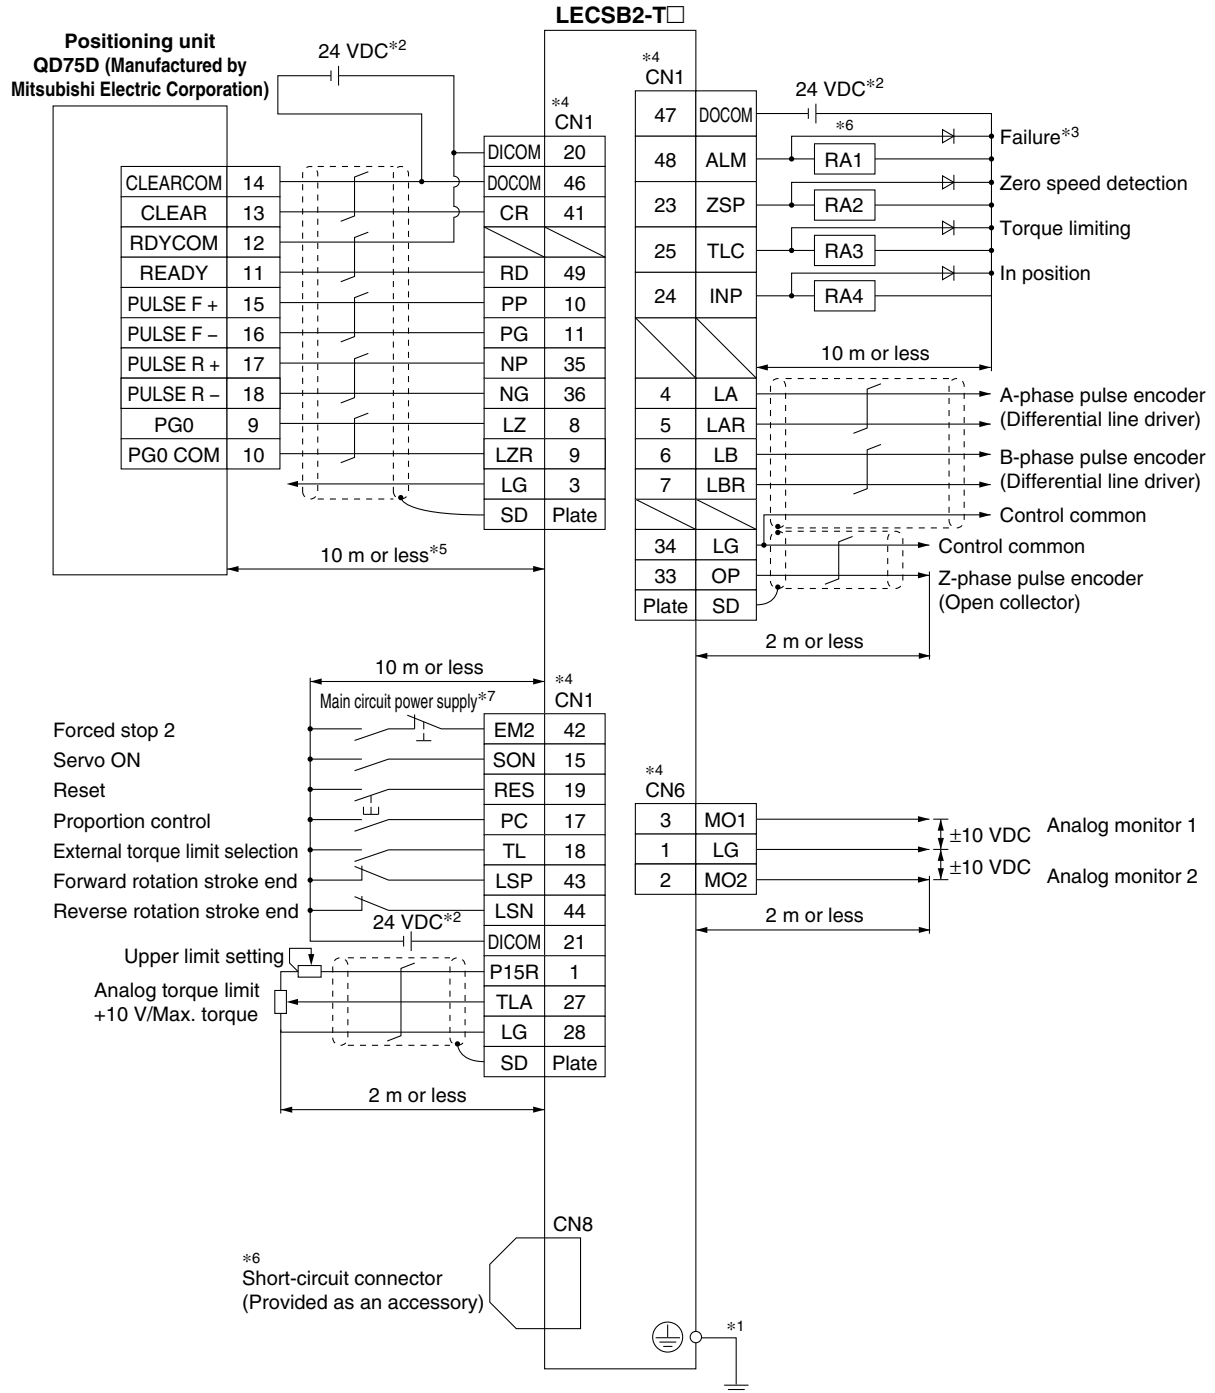 LECSB2-T□
Positioning unit
QD75D (Manufactured by
Mitsubishi Electric Corporation)
24 VDC*2
*4
CN1
DICOM 20
CLEARCOM 14 DOCOM 46
CLEAR 13 CR 41
RDYCOM 12
READY 11 RD 49
PULSE F + 15 PP 10
PULSE F − 16 PG 11
PULSE R + 17 NP 35
PULSE R − 18 NG 36
PG0 9 LZ 8
PG0 COM 10 LZR 9
LG 3
SD Plate
10 m or less*5
*4
CN1
24 VDC*2
47 DOCOM
*6
Failure*3
48 ALM RA1
Zero speed detection
23 ZSP RA2
Torque limiting
25 TLC RA3
In position
24 INP RA4
10 m or less
4 LA A-phase pulse encoder
5 LAR (Differential line driver)
6 LB B-phase pulse encoder
7 LBR (Differential line driver)
Control common
34 LG Control common
33 OP Z-phase pulse encoder
(Open collector)
Plate SD
2 m or less
10 m or less
*4
CN1
Main circuit power supply*7
Forced stop 2 EM2 42
Servo ON SON 15
Reset RES 19
Proportion control PC 17
External torque limit selection TL 18
Forward rotation stroke end LSP 43
Reverse rotation stroke end LSN 44
24 VDC*2
DICOM 21
Upper limit setting P15R 1
Analog torque limit
+10 V/Max. torque
TLA 27
LG 28
SD Plate
2 m or less
*4
CN6
3 MO1 Analog monitor 1
±10 VDC
1 LG
±10 VDC
2 MO2 Analog monitor 2
2 m or less
CN8
*6
Short-circuit connector
(Provided as an accessory)
*1